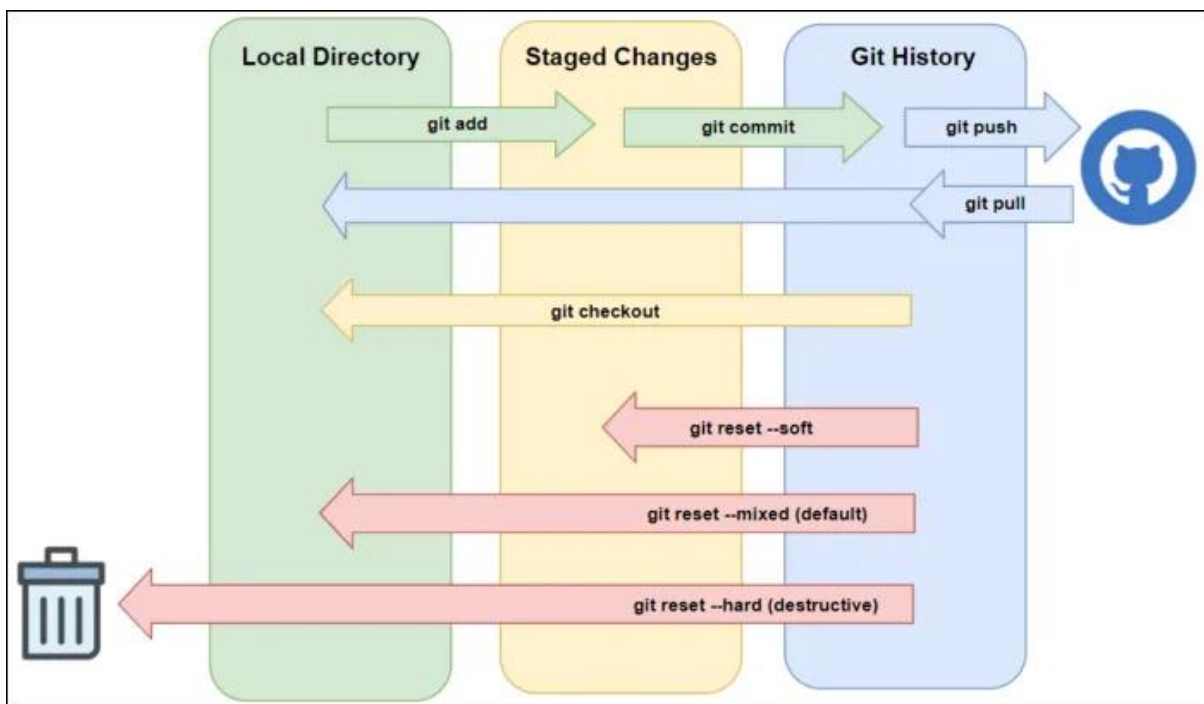 Local Directory
Staged Changes
Git History
git add
git commit
git push
git pull
git checkout
git reset --soft
git reset --mixed (default)
git reset --hard (destructive)